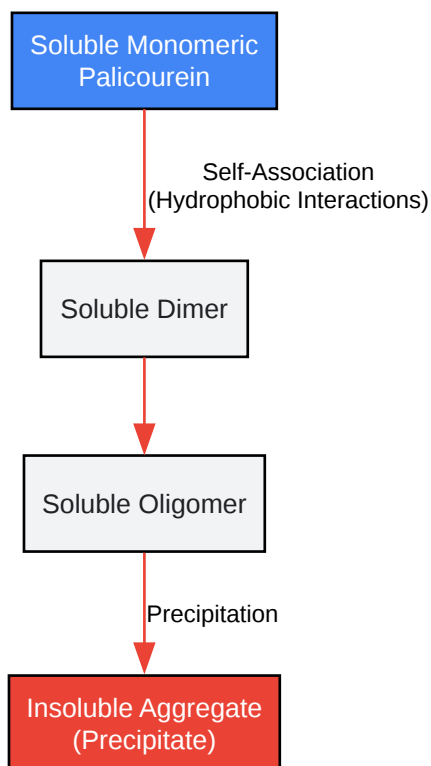 Soluble Monomeric
Palicourein
Self-Association
(Hydrophobic Interactions)
Soluble Dimer
Soluble Oligomer
Precipitation
Insoluble Aggregate
(Precipitate)